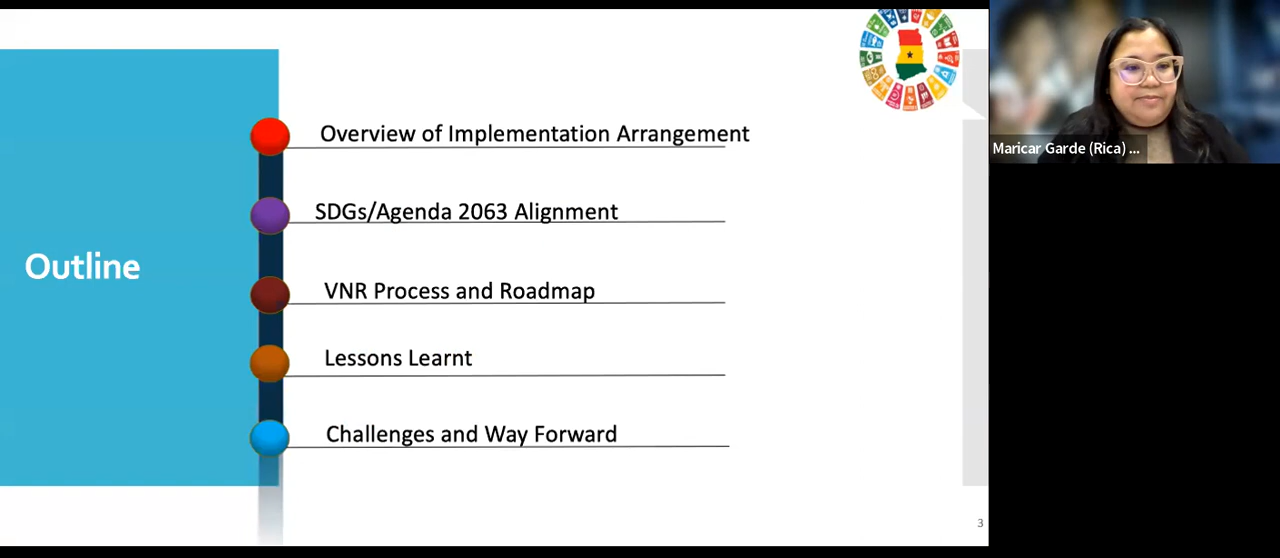 Outline
Overview of Implementation Arrangement
SDGs/Agenda 2063 Alignment
VNR Process and Roadmap
Lessons Learnt
Challenges and Way Forward
3
Maricar Garde (Rica) ...